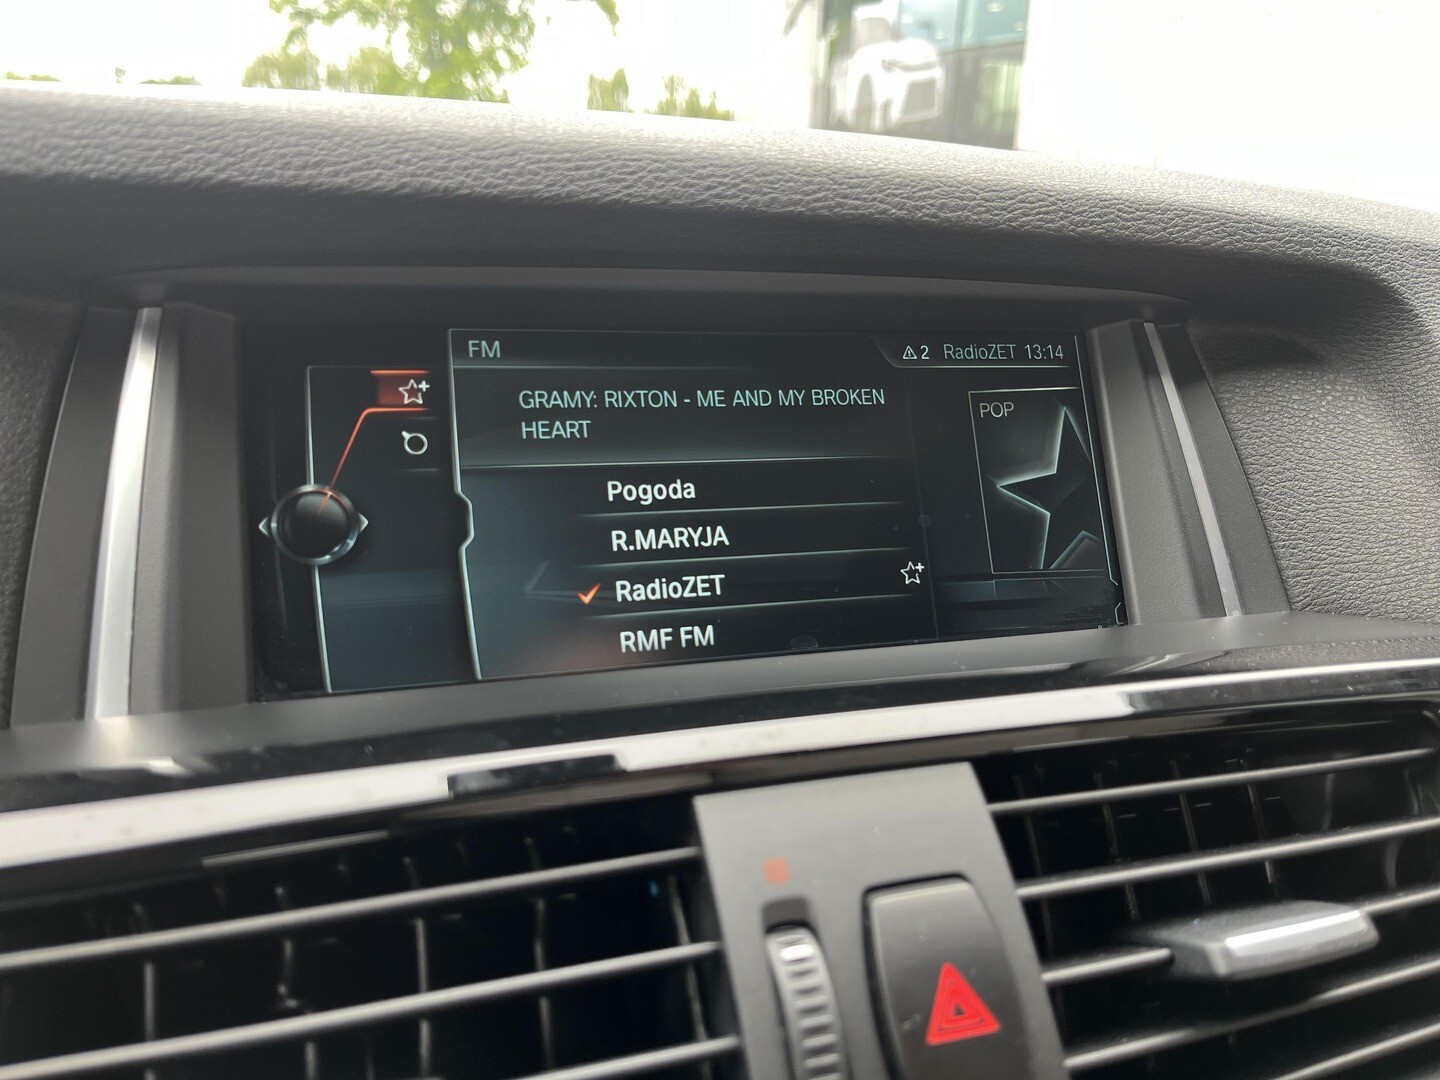 FM
2 RadioZET 13:14
GRAMY: RIXTON - ME AND MY BROKEN
HEART
POP
Pogoda
R.MARYJA
RadioZET
RMF FM